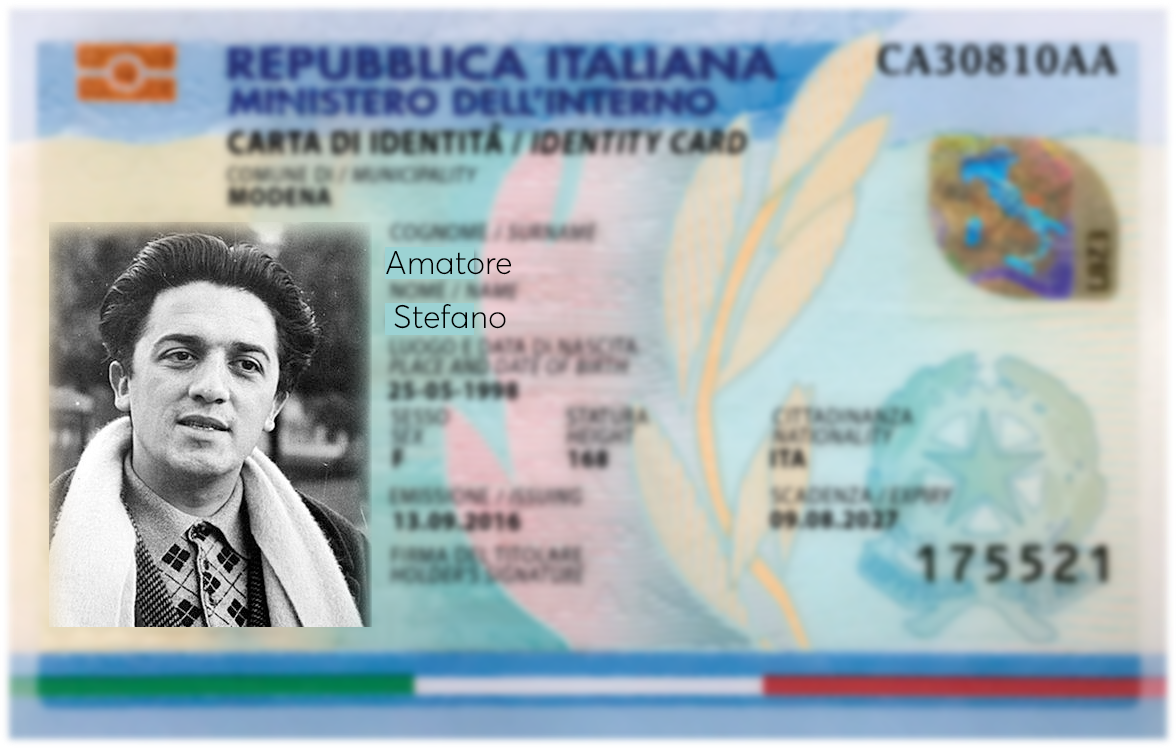 REPUBBLICA ITALIANA
CA30810AA
MINISTERO DELL'INTERNO
CARTA DI IDENTITÀ / IDENTITY CARD
COMUNE DI / MUNICIPALITY
MODENA
COGNOME / SURNAME
Amatore
NOME / NAME
Stefano
LUOGO E DATA DI NASCITA
PLACE AND DATE OF BIRTH
25-05-1998
SESSO STATURA CITTADINANZA
SEX HEIGHT NATIONALITY
F 168 ITA
EMISSIONE / ISSUING SCADENZA / EXPIRY
13.09.2016 09.08.2027
FIRMA DEL TITOLARE
HOLDER'S SIGNATURE
175521